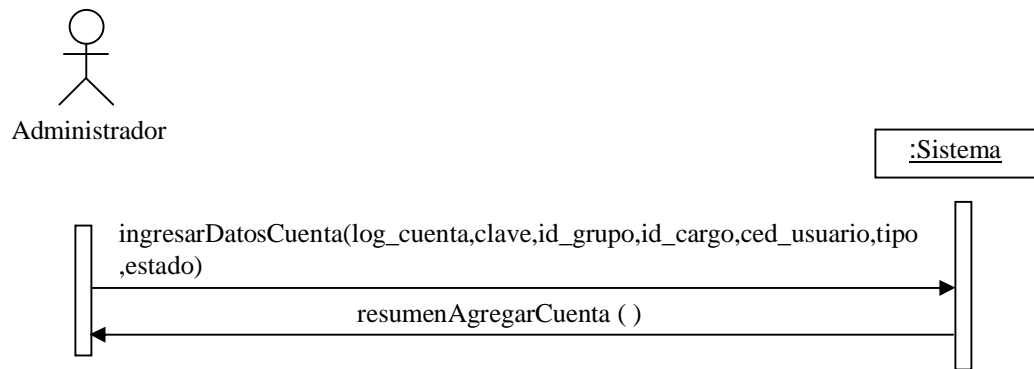 Administrador
:Sistema
ingresarDatosCuenta(log_cuenta,clave,id_grupo,id_cargo,ced_usuario,tipo
,estado)
resumenAgregarCuenta ( )